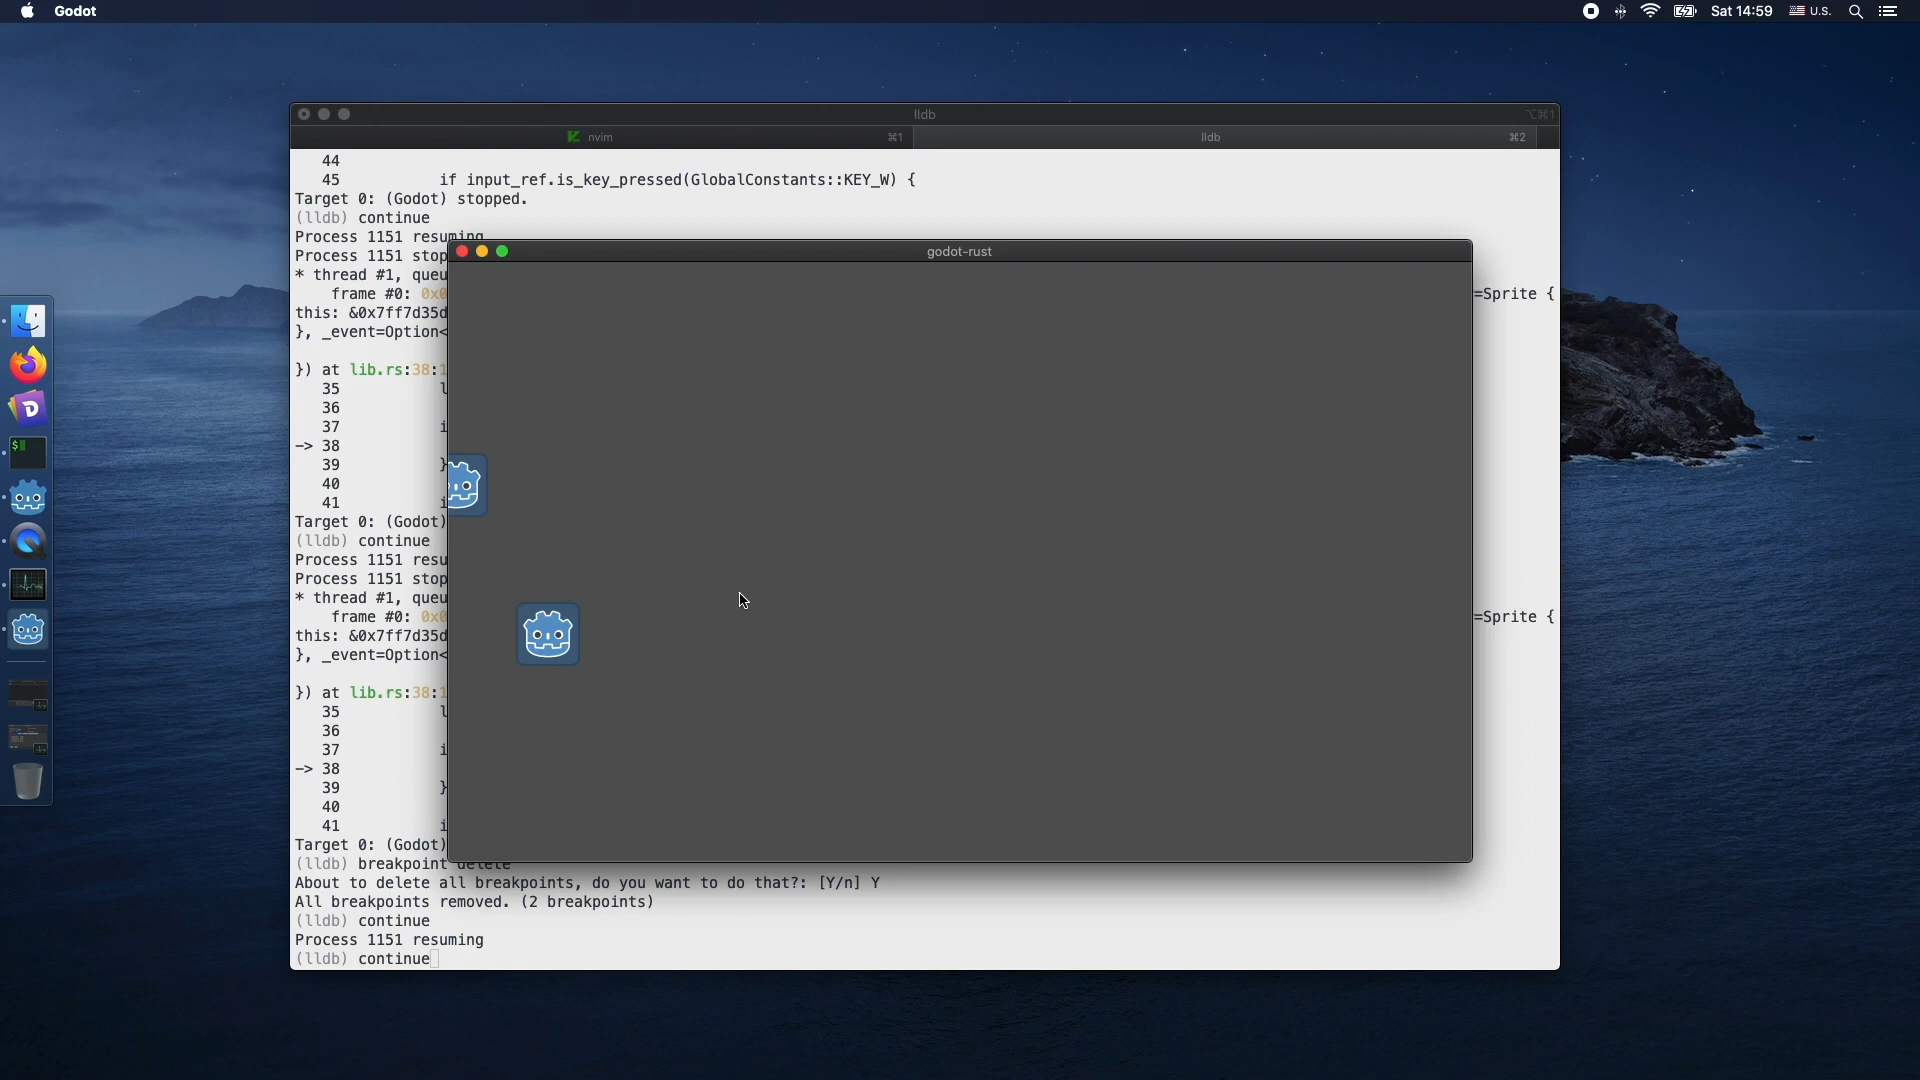 Godot
Sat 14:59
U.S.
lldb
⌥⌘1
nvim
⌘1
lldb
⌘2
44
45 if input_ref.is_key_pressed(GlobalConstants::KEY_W) {
Target 0: (Godot) stopped.
(lldb) continue
Process 1151 resuming
godot-rust
Process 1151 stop
* thread #1, queu
frame #0: 0x0
=Sprite {
this: &0x7ff7d35d
}, _event=Option<
}) at lib.rs:38:1
35
36
37 i
-> 38
39 }
40
41 i
Target 0: (Godot)
(lldb) continue
Process 1151 resu
Process 1151 stop
* thread #1, queu
frame #0: 0x0
=Sprite {
this: &0x7ff7d35d
}, _event=Option<
}) at lib.rs:38:1
35
36
37 i
-> 38
39 }
40
41 i
Target 0: (Godot)
(lldb) breakpoint delete
About to delete all breakpoints, do you want to do that?: [Y/n] Y
All breakpoints removed. (2 breakpoints)
(lldb) continue
Process 1151 resuming
(lldb) continue